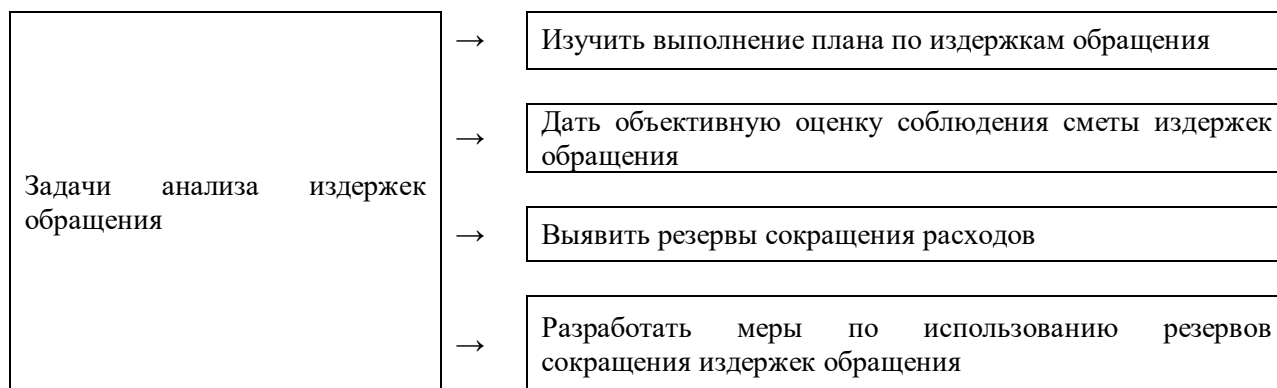 Задачи анализа издержек
обращения
→ Изучить выполнение плана по издержкам обращения
→ Дать объективную оценку соблюдения сметы издержек
обращения
→ Выявить резервы сокращения расходов
→ Разработать меры по использованию резервов
сокращения издержек обращения